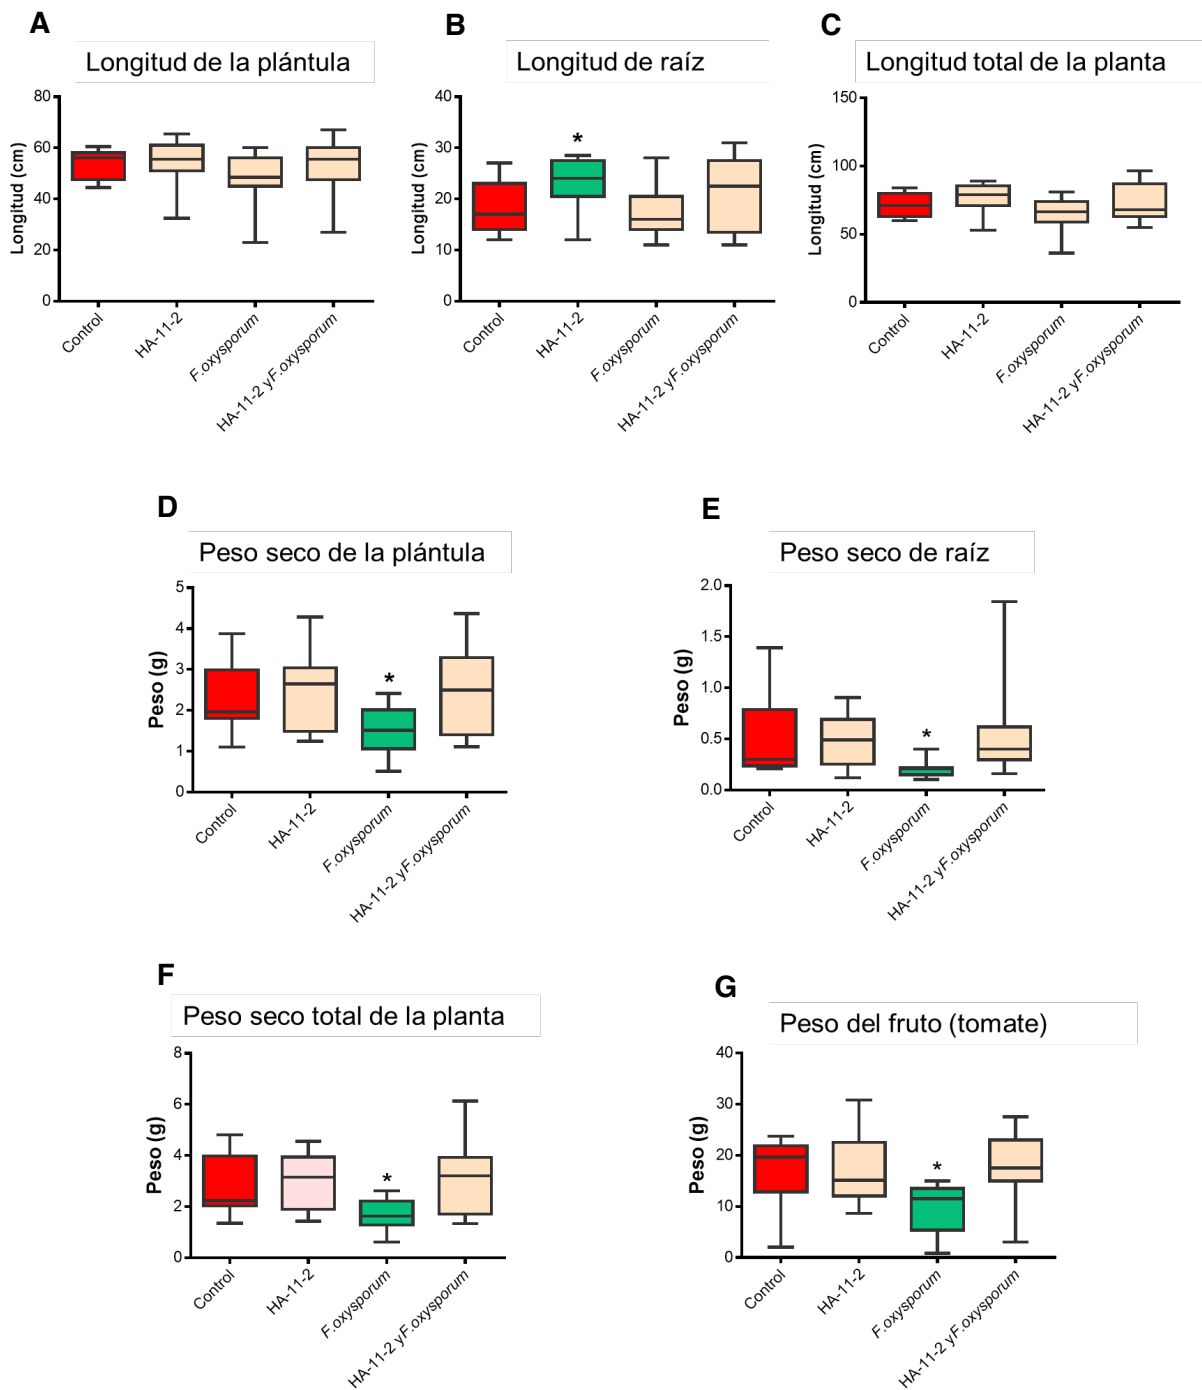 A
B
C
Longitud de la plántula
Longitud de raíz
Longitud total de la planta
Longitud (cm)
80
60
40
20
0
Control
HA-11-2
F.oxysporum
HA-11-2 yF.oxysporum
Longitud (cm)
40
30
20
10
0
Control
HA-11-2
F.oxysporum
HA-11-2 yF.oxysporum
*
Longitud (cm)
150
100
50
0
Control
HA-11-2
F.oxysporum
HA-11-2 yF.oxysporum
D
E
Peso seco de la plántula
Peso seco de raíz
Peso (g)
5
4
3
2
1
0
Control
HA-11-2
F.oxysporum
HA-11-2 yF.oxysporum
*
Peso (g)
2.0
1.5
1.0
0.5
0.0
Control
HA-11-2
F.oxysporum
HA-11-2 yF.oxysporum
*
F
G
Peso seco total de la planta
Peso del fruto (tomate)
Peso (g)
8
6
4
2
0
Control
HA-11-2
F.oxysporum
HA-11-2 yF.oxysporum
*
Peso (g)
40
30
20
10
0
Control
HA-11-2
F.oxysporum
HA-11-2 yF.oxysporum
*